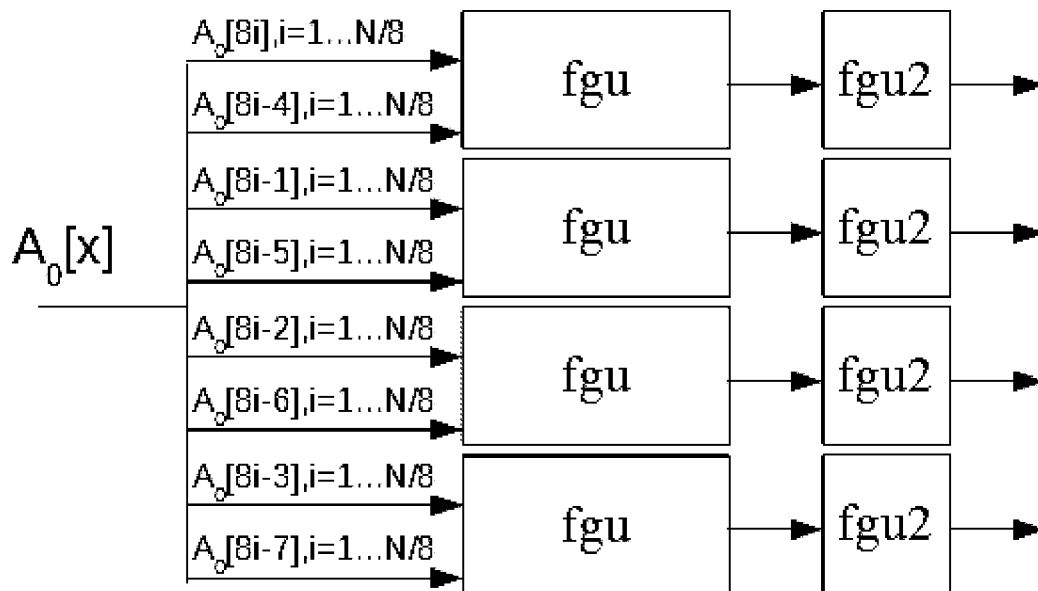 A₀[8i],i=1...N/8
fgu
fgu2
A₀[8i-4],i=1...N/8
A₀[8i-1],i=1...N/8
fgu
fgu2
A₀[8i-5],i=1...N/8
A₀[x]
A₀[8i-2],i=1...N/8
fgu
fgu2
A₀[8i-6],i=1...N/8
A₀[8i-3],i=1...N/8
fgu
fgu2
A₀[8i-7],i=1...N/8